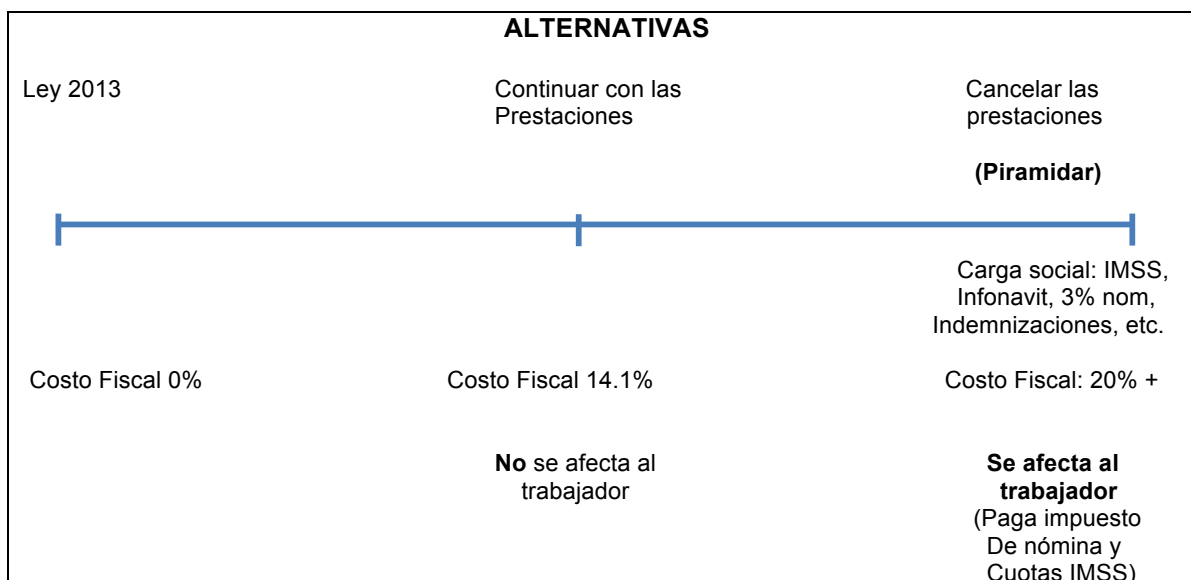 ALTERNATIVAS
Ley 2013
Continuar con las
Prestaciones
Cancelar las
prestaciones
(Piramidar)
Carga social: IMSS,
Infonavit, 3% nom,
Indemnizaciones, etc.
Costo Fiscal 0%
Costo Fiscal 14.1%
Costo Fiscal: 20% +
No se afecta al
trabajador
Se afecta al
trabajador
(Paga impuesto
De nómina y
Cuotas IMSS)